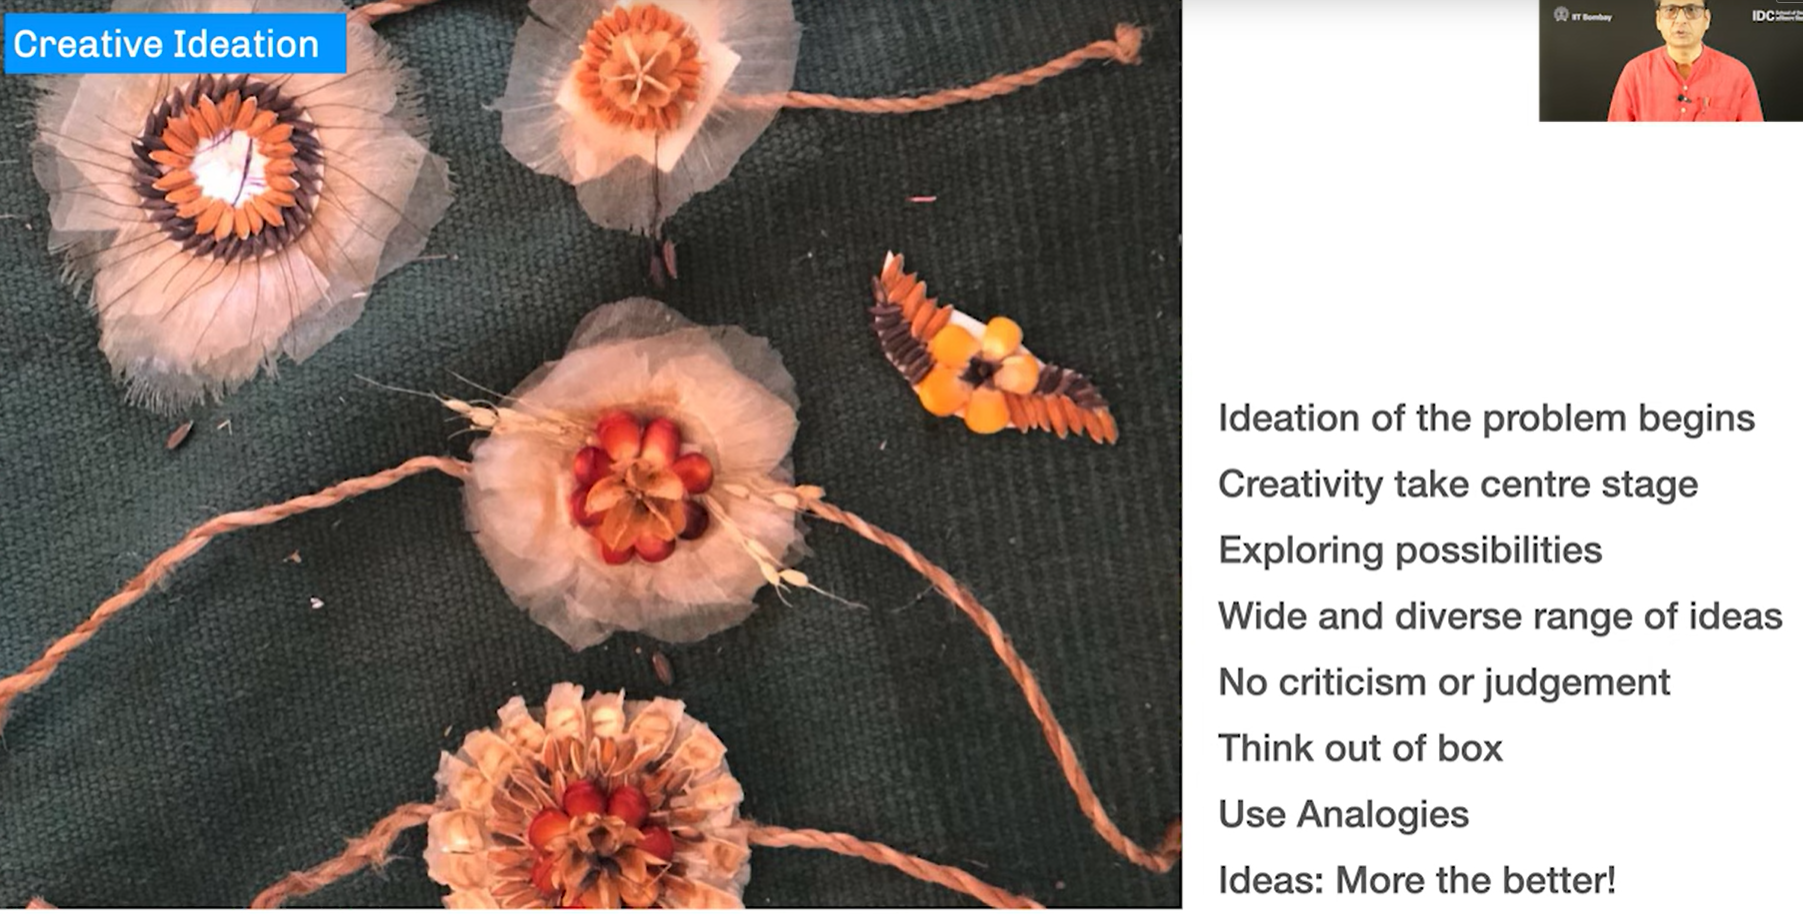 Creative Ideation
IIT Bombay
IDC
Ideation of the problem begins
Creativity take centre stage
Exploring possibilities
Wide and diverse range of ideas
No criticism or judgement
Think out of box
Use Analogies
Ideas: More the better!